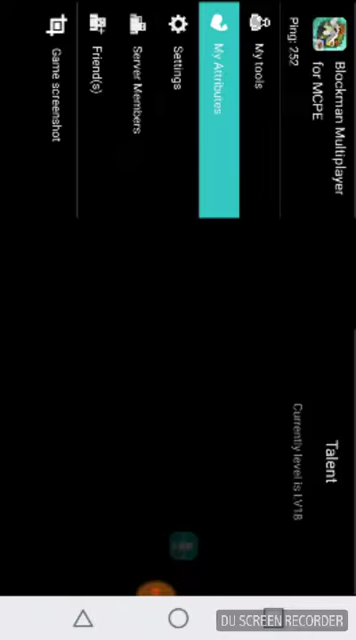 Blockman Multiplayer
for MCPE
Ping: 252
My tools
My Attributes
Settings
Server Members
Friend(s)
Game screenshot
Talent
Currently level is LV18
DU SCREEN RECORDER